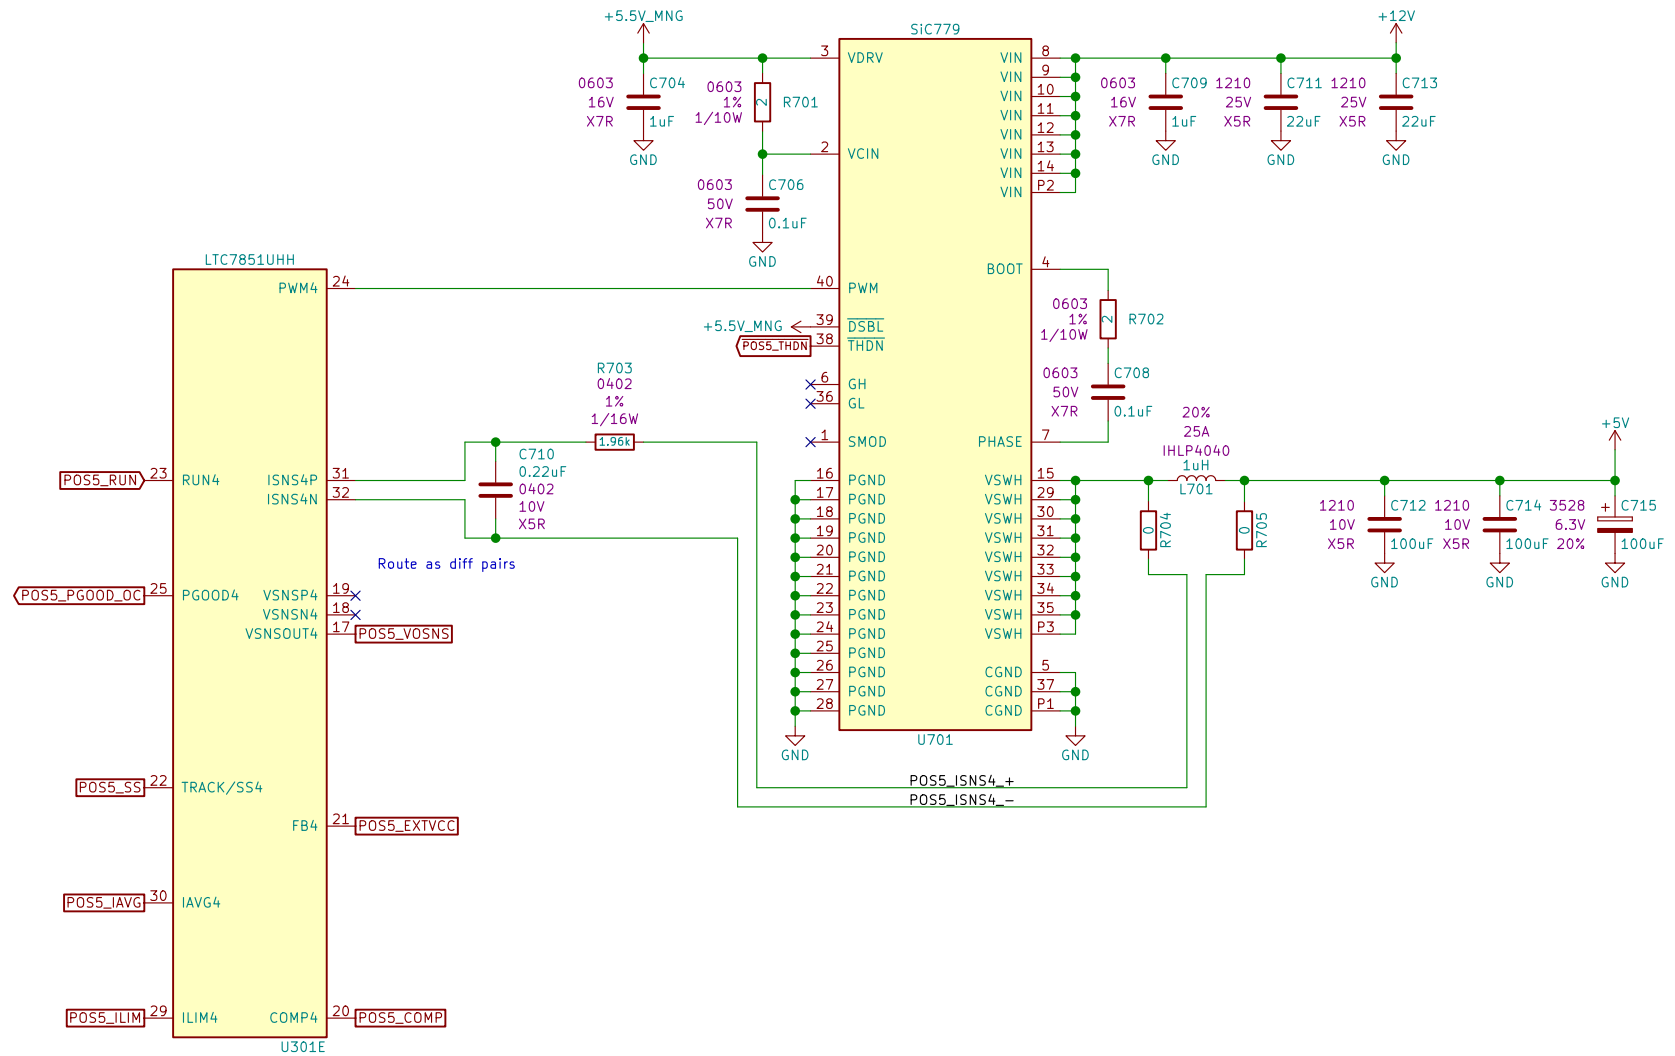 +5.5V_MNG
SiC779
+12V
3 VDRV
VIN 8
VIN 9
VIN 10
VIN 11
VIN 12
VIN 13
VIN 14
VIN P2
0603
16V
X7R
C704
1uF
GND
0603
1%
1/10W
2
R701
2 VCIN
0603
50V
X7R
C706
0.1uF
GND
0603
16V
X7R
C709
1uF
GND
1210
25V
X5R
C711
22uF
GND
1210
25V
X5R
C713
22uF
GND
LTC7851UHH
PWM4 24
40 PWM
BOOT 4
+5.5V_MNG
39 DSBL
POS5_THDN
38 THDN
0603
1%
1/10W
2
R702
6 GH
36 GL
0603
50V
X7R
C708
0.1uF
1 SMOD
PHASE 7
R703
0402
1%
1/16W
1.96k
20%
25A
IHLP4040
1uH
L701
+5V
C710
0.22uF
0402
10V
X5R
POS5_RUN
23 RUN4
ISNS4P 31
ISNS4N 32
Route as diff pairs
16 PGND
17 PGND
18 PGND
19 PGND
20 PGND
21 PGND
22 PGND
23 PGND
24 PGND
25 PGND
26 PGND
27 PGND
28 PGND
GND
VSWH 15
VSWH 29
VSWH 30
VSWH 31
VSWH 32
VSWH 33
VSWH 34
VSWH 35
VSWH P3
CGND 5
CGND 37
CGND P1
GND
U701
0
R704
0
R705
1210
10V
X5R
C712
100uF
GND
1210
10V
X5R
C714
100uF
GND
3528
6.3V
20%
+
C715
100uF
GND
POS5_PGOOD_OC
25 PGOOD4
VSNSP4 19
VSNSN4 18
VSNSOUT4 17
POS5_VOSNS
POS5_ISNS4_+
POS5_ISNS4_-
POS5_SS
22 TRACK/SS4
FB4 21
POS5_EXTVCC
POS5_IAVG
30 IAVG4
POS5_ILIM
29 ILIM4
COMP4 20
POS5_COMP
U301E